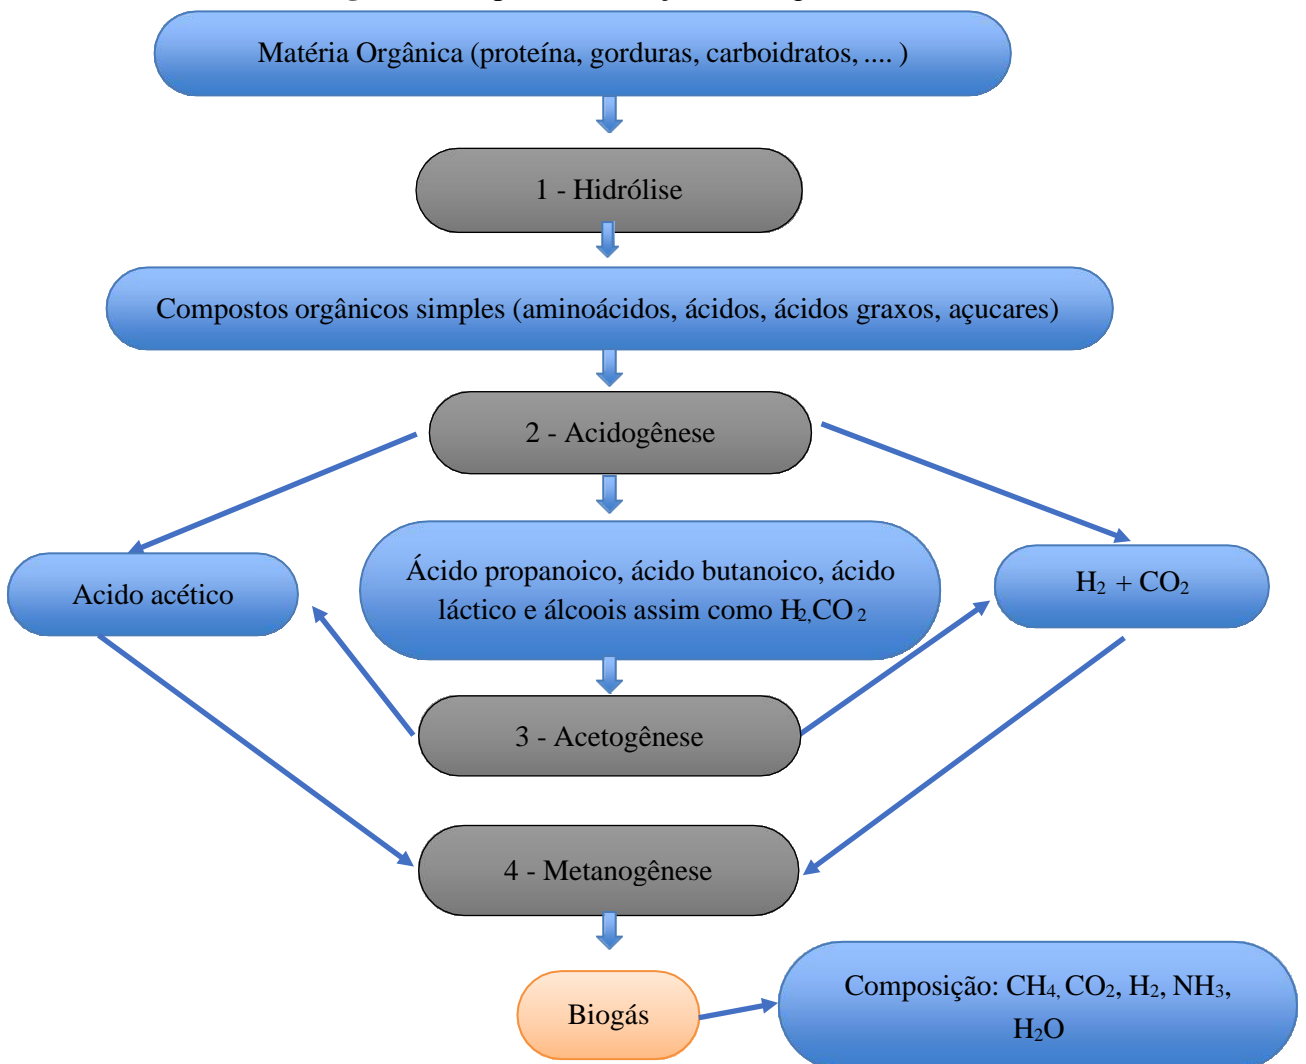 Matéria Orgânica (proteína, gorduras, carboidratos, .... )
1 - Hidrólise
Compostos orgânicos simples (aminoácidos, ácidos, ácidos graxos, açucares)
2 - Acidogênese
Acido acético
Ácido propanoico, ácido butanoico, ácido
láctico e álcoois assim como H₂,CO₂
H₂ + CO₂
3 - Acetogênese
4 - Metanogênese
Biogás
Composição: CH₄, CO₂, H₂, NH₃,
H₂O